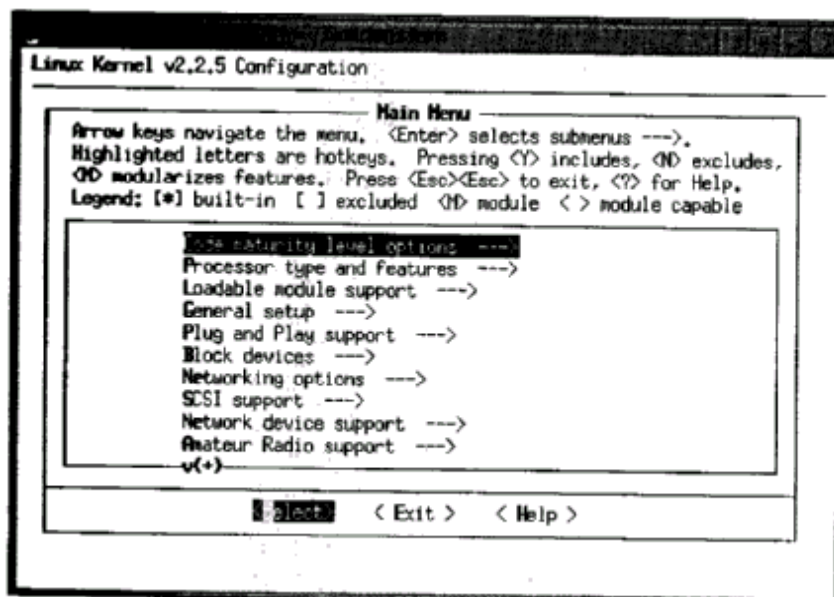 Linux Kernel v2.2.5 Configuration
Main Menu
Arrow keys navigate the menu. <Enter> selects submenus --->.
Highlighted letters are hotkeys. Pressing <Y> includes, <N> excludes,
<M> modularizes features. Press <Esc><Esc> to exit, <?> for Help.
Legend: [*] built-in [ ] excluded <M> module < > module capable
Code maturity level options --->
Processor type and features --->
Loadable module support --->
General setup --->
Plug and Play support --->
Block devices --->
Networking options --->
SCSI support --->
Network device support --->
Amateur Radio support --->
v(+)
<Select> < Exit > < Help >